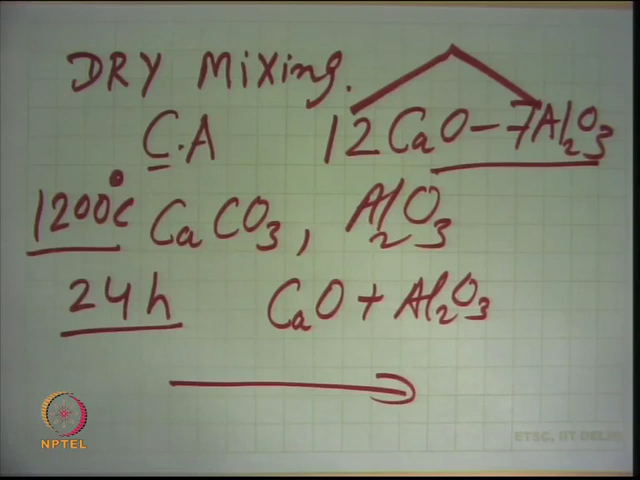 DRY MiXing.
C.A 12CaO-7Al2O3
1200°C CaCO3, Al2O3
24h CaO + Al2O3
NPTEL
ETSC, IIT DELHI